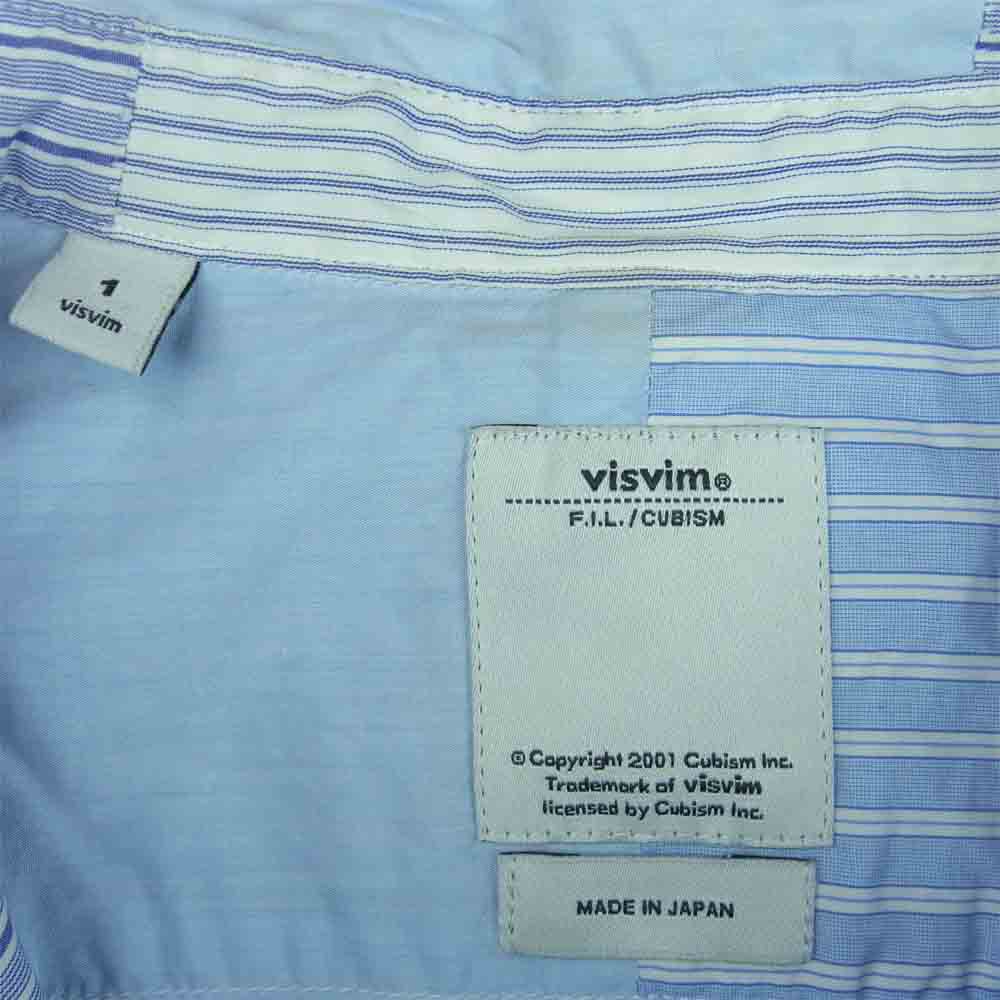 1
visvim
visvim®
F.I.L./CUBISM
© Copyright 2001 Cubism Inc.
Trademark of visvim
licensed by Cubism Inc.
MADE IN JAPAN